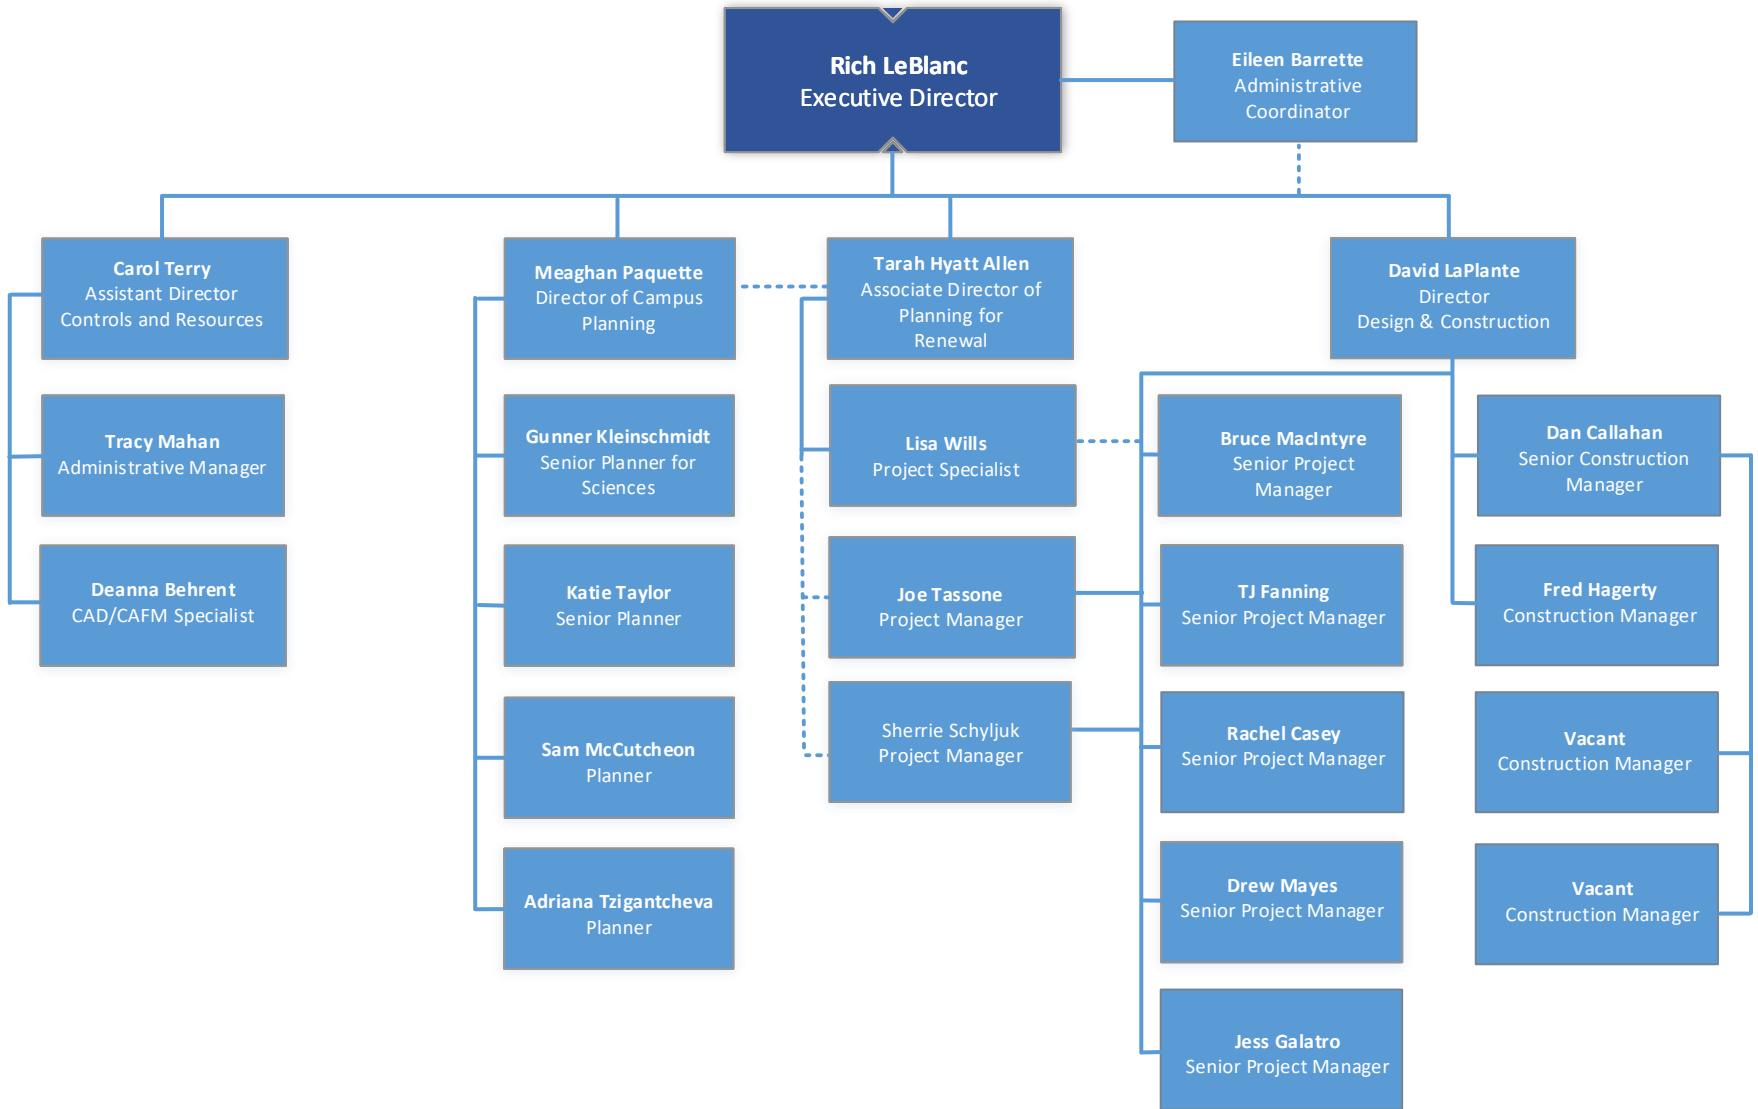 Rich LeBlanc
Executive Director
Eileen Barrette
Administrative
Coordinator
Carol Terry
Assistant Director
Controls and Resources
Meaghan Paquette
Director of Campus
Planning
Tarah Hyatt Allen
Associate Director of
Planning for
Renewal
David LaPlante
Director
Design & Construction
Tracy Mahan
Administrative Manager
Gunner Kleinschmidt
Senior Planner for
Sciences
Lisa Wills
Project Specialist
Bruce MacIntyre
Senior Project
Manager
Dan Callahan
Senior Construction
Manager
Deanna Behrent
CAD/CAFM Specialist
Katie Taylor
Senior Planner
Joe Tassone
Project Manager
TJ Fanning
Senior Project Manager
Fred Hagerty
Construction Manager
Sam McCutcheon
Planner
Sherrie Schyljuk
Project Manager
Rachel Casey
Senior Project Manager
Vacant
Construction Manager
Adriana Tzigantcheva
Planner
Drew Mayes
Senior Project Manager
Vacant
Construction Manager
Jess Galatro
Senior Project Manager